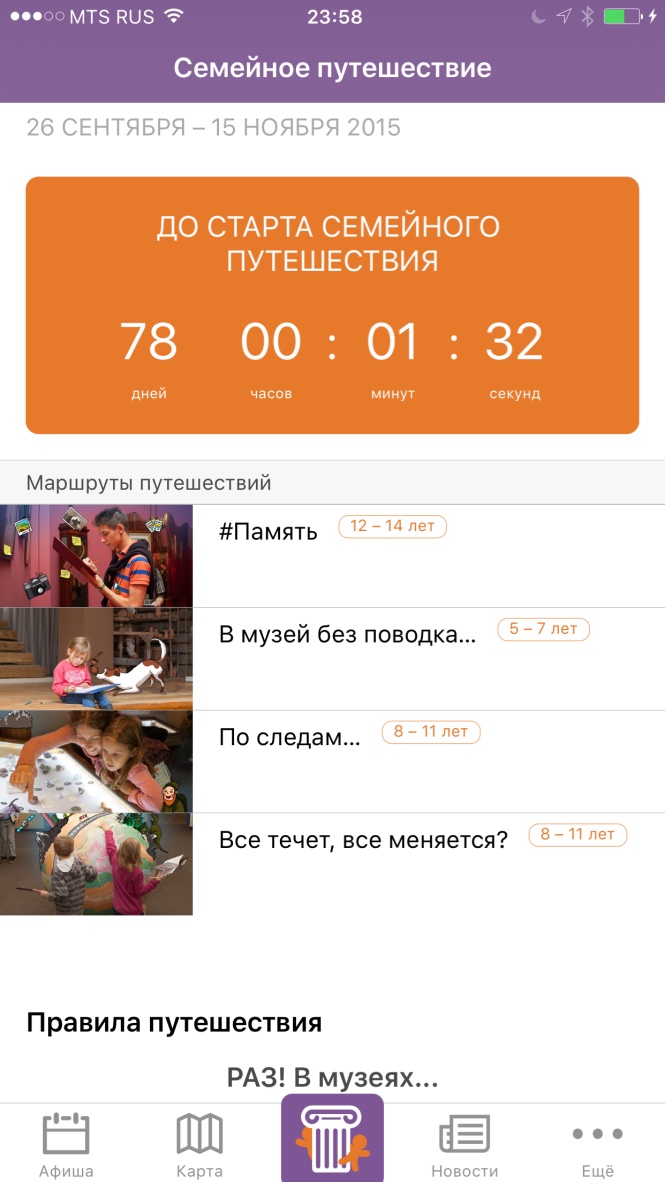 MTS RUS 23:58
Семейное путешествие
26 СЕНТЯБРЯ – 15 НОЯБРЯ 2015
ДО СТАРТА СЕМЕЙНОГО
ПУТЕШЕСТВИЯ
78 00 : 01 : 32
дней часов минут секунд
Маршруты путешествий
#Память 12 – 14 лет
В музей без поводка... 5 – 7 лет
По следам... 8 – 11 лет
Все течет, все меняется? 8 – 11 лет
Правила путешествия
РАЗ! В музеях...
Афиша Карта Новости Ещё